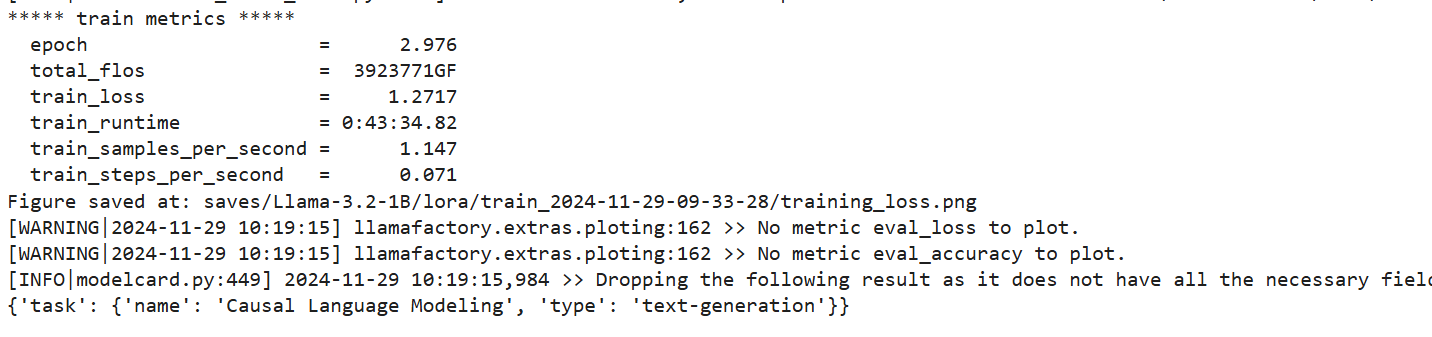 ***** train metrics *****
epoch = 2.976
total_flos = 3923771GF
train_loss = 1.2717
train_runtime = 0:43:34.82
train_samples_per_second = 1.147
train_steps_per_second = 0.071
Figure saved at: saves/Llama-3.2-1B/lora/train_2024-11-29-09-33-28/training_loss.png
[WARNING|2024-11-29 10:19:15] llamafactory.extras.ploting:162 >> No metric eval_loss to plot.
[WARNING|2024-11-29 10:19:15] llamafactory.extras.ploting:162 >> No metric eval_accuracy to plot.
[INFO|modelcard.py:449] 2024-11-29 10:19:15,984 >> Dropping the following result as it does not have all the necessary field
{'task': {'name': 'Causal Language Modeling', 'type': 'text-generation'}}